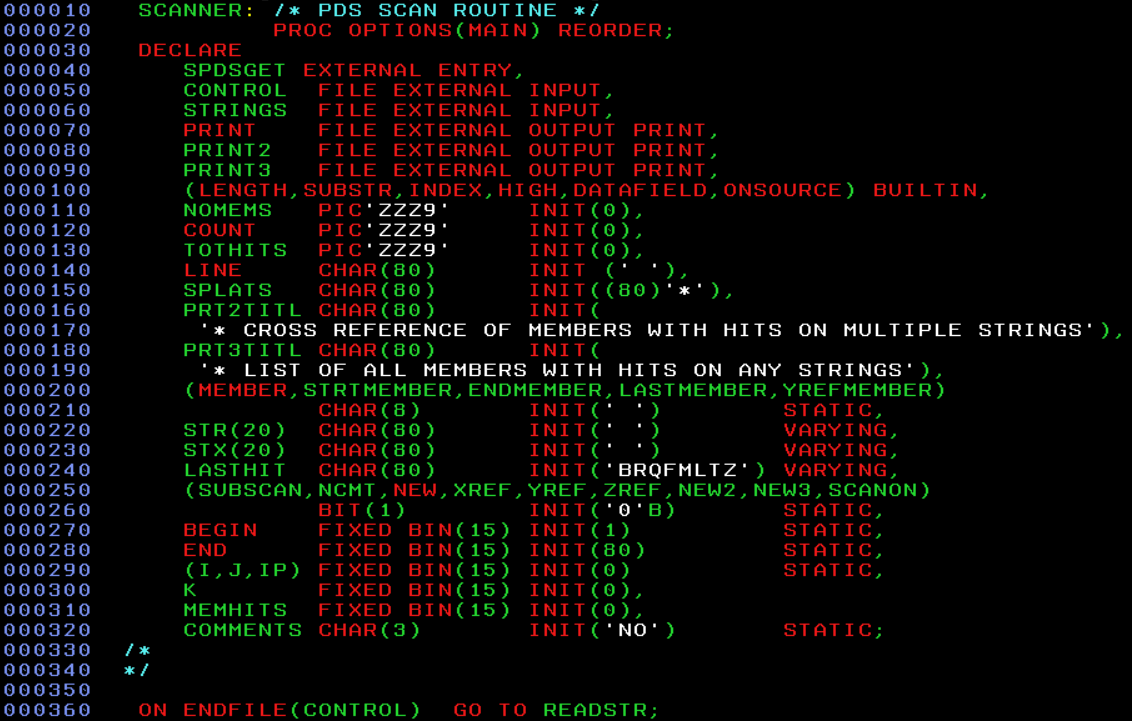 000010   SCANNER: /* PDS SCAN ROUTINE */
000020            PROC OPTIONS(MAIN) REORDER;
000030   DECLARE
000040      SPDSGET EXTERNAL ENTRY,
000050      CONTROL  FILE EXTERNAL INPUT,
000060      STRINGS  FILE EXTERNAL INPUT,
000070      PRINT    FILE EXTERNAL OUTPUT PRINT,
000080      PRINT2   FILE EXTERNAL OUTPUT PRINT,
000090      PRINT3   FILE EXTERNAL OUTPUT PRINT,
000100      (LENGTH,SUBSTR,INDEX,HIGH,DATAFIELD,ONSOURCE) BUILTIN,
000110      NOMEMS   PIC'ZZZ9'     INIT(0),
000120      COUNT    PIC'ZZZ9'     INIT(0),
000130      TOTHITS  PIC'ZZZ9'     INIT(0),
000140      LINE     CHAR(80)      INIT (' '),
000150      SPLATS   CHAR(80)      INIT((80)'*'),
000160      PRT2TITL CHAR(80)      INIT(
000170       '* CROSS REFERENCE OF MEMBERS WITH HITS ON MULTIPLE STRINGS'),
000180      PRT3TITL CHAR(80)      INIT(
000190       '* LIST OF ALL MEMBERS WITH HITS ON ANY STRINGS'),
000200      (MEMBER,STRTMEMBER,ENDMEMBER,LASTMEMBER,YREFMEMBER)
000210               CHAR(8)       INIT(' ')        STATIC,
000220      STR(20)  CHAR(80)      INIT(' ')        VARYING,
000230      STX(20)  CHAR(80)      INIT(' ')        VARYING,
000240      LASTHIT  CHAR(80)      INIT('BRQFMLTZ') VARYING,
000250      (SUBSCAN,NCMT,NEW,XREF,YREF,ZREF,NEW2,NEW3,SCANON)
000260               BIT(1)        INIT('0'B)       STATIC,
000270      BEGIN    FIXED BIN(15) INIT(1)          STATIC,
000280      END      FIXED BIN(15) INIT(80)         STATIC,
000290      (I,J,IP) FIXED BIN(15) INIT(0)          STATIC,
000300      K        FIXED BIN(15) INIT(0),
000310      MEMHITS  FIXED BIN(15) INIT(0),
000320      COMMENTS CHAR(3)       INIT('NO')       STATIC;
000330  /*
000340  */
000350
000360   ON ENDFILE(CONTROL)  GO TO READSTR;